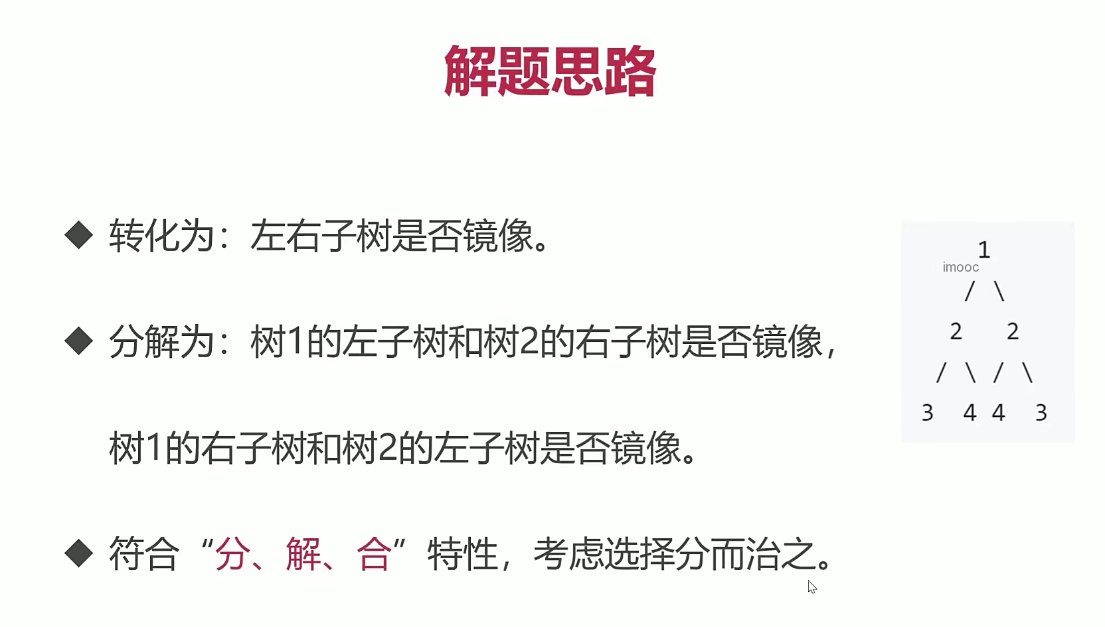 解题思路
◆ 转化为：左右子树是否镜像。
◆ 分解为：树1的左子树和树2的右子树是否镜像，
树1的右子树和树2的左子树是否镜像。
◆ 符合“分、解、合”特性，考虑选择分而治之。
1
imooc
/ \
2 2
/ \ / \
3 4 4 3